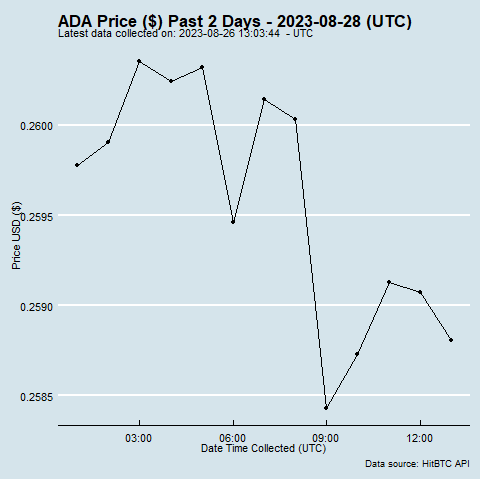 ADA Price ($) Past 2 Days - 2023-08-28 (UTC)
Latest data collected on: 2023-08-26 13:03:44 - UTC
Price USD ($)
0.2600
0.2595
0.2590
0.2585
03:00
06:00
09:00
12:00
Date Time Collected (UTC)
Data source: HitBTC API